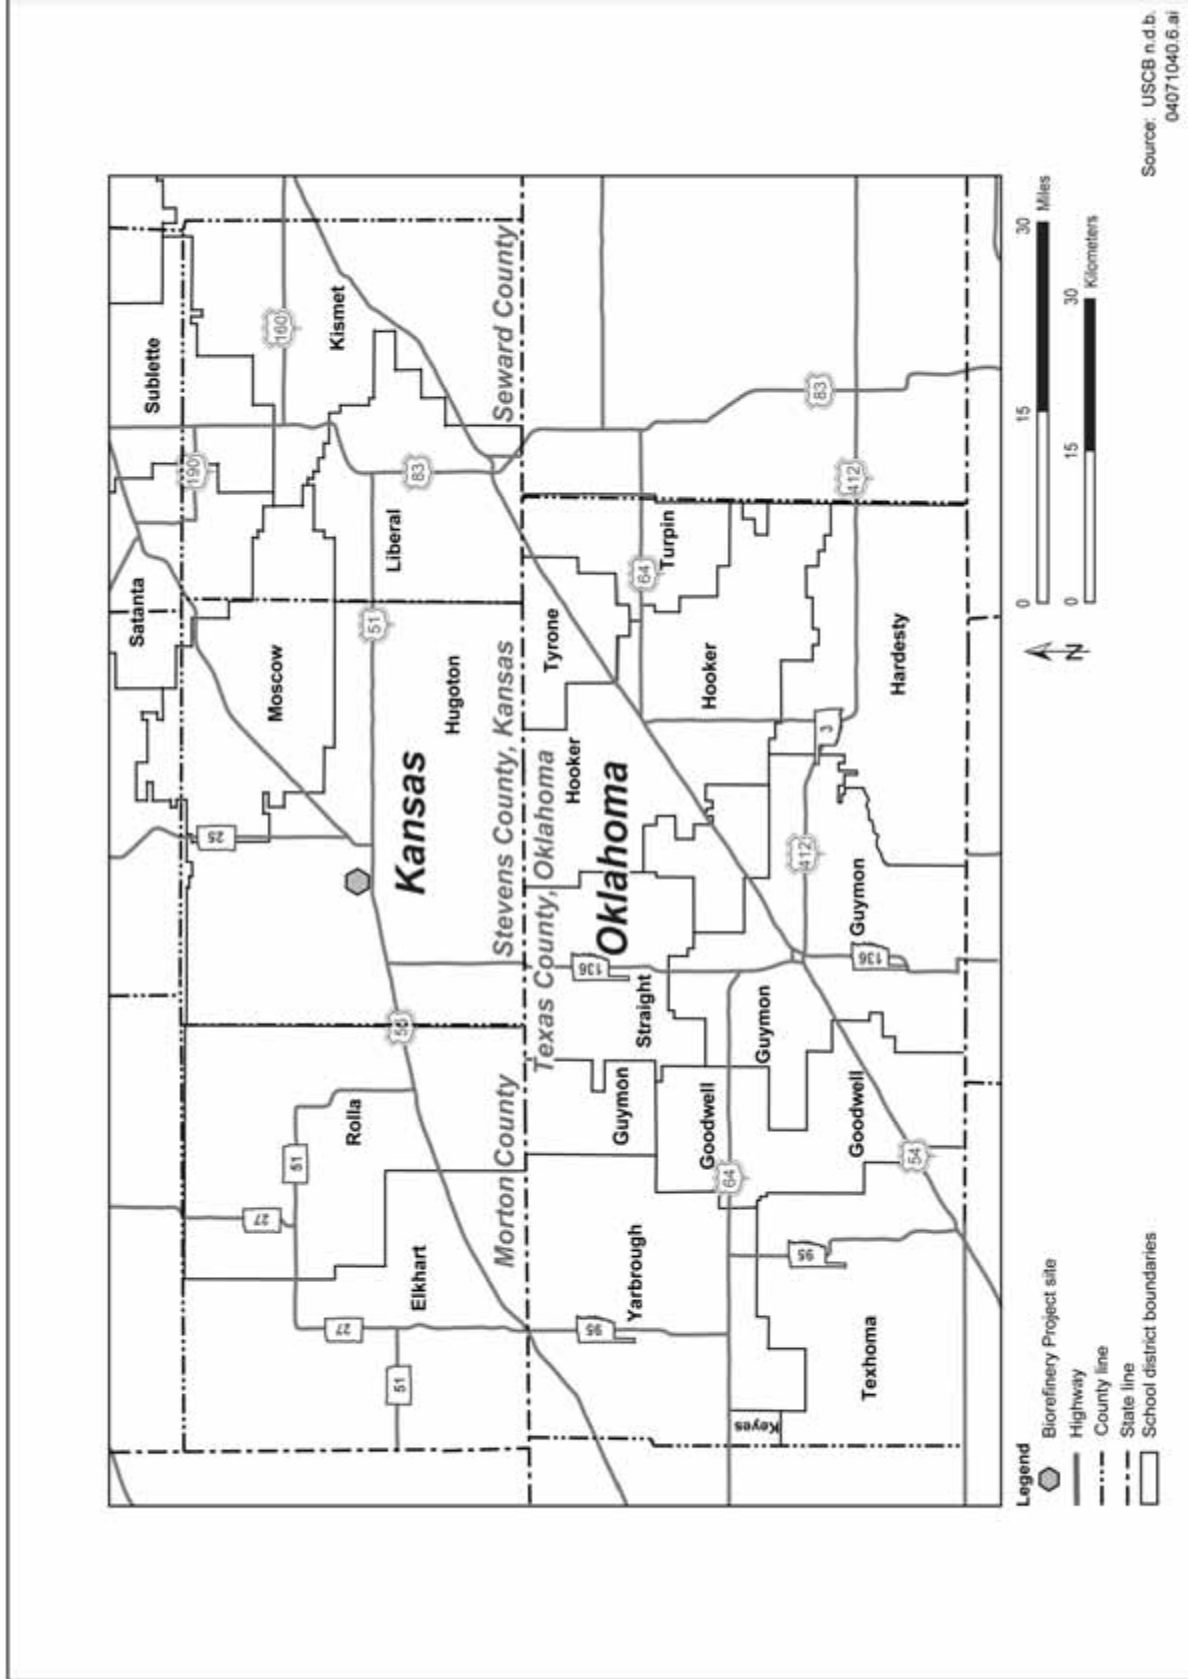 Sublette
Satanta
190
160
Kismet
Moscow
25
83
Liberal
51
Hugoton
Kansas
Seward County
Stevens County, Kansas
56
Rolla
51
27
Elkhart
27
51
Morton County
Texas County, Oklahoma
Tyrone
Hooker
Oklahoma
136
Straight
Guymon
Yarbrough
95
64
Turpin
Hooker
83
412
Hardesty
3
412
Guymon
136
Guymon
Goodwell
Goodwell
64
54
95
Keyes
Texhoma
Legend
Biorefinery Project site
Highway
County line
State line
School district boundaries
N
0 15 30
Miles
0 15 30
Kilometers
Source: USCB n.d.b.
04071040.6.ai